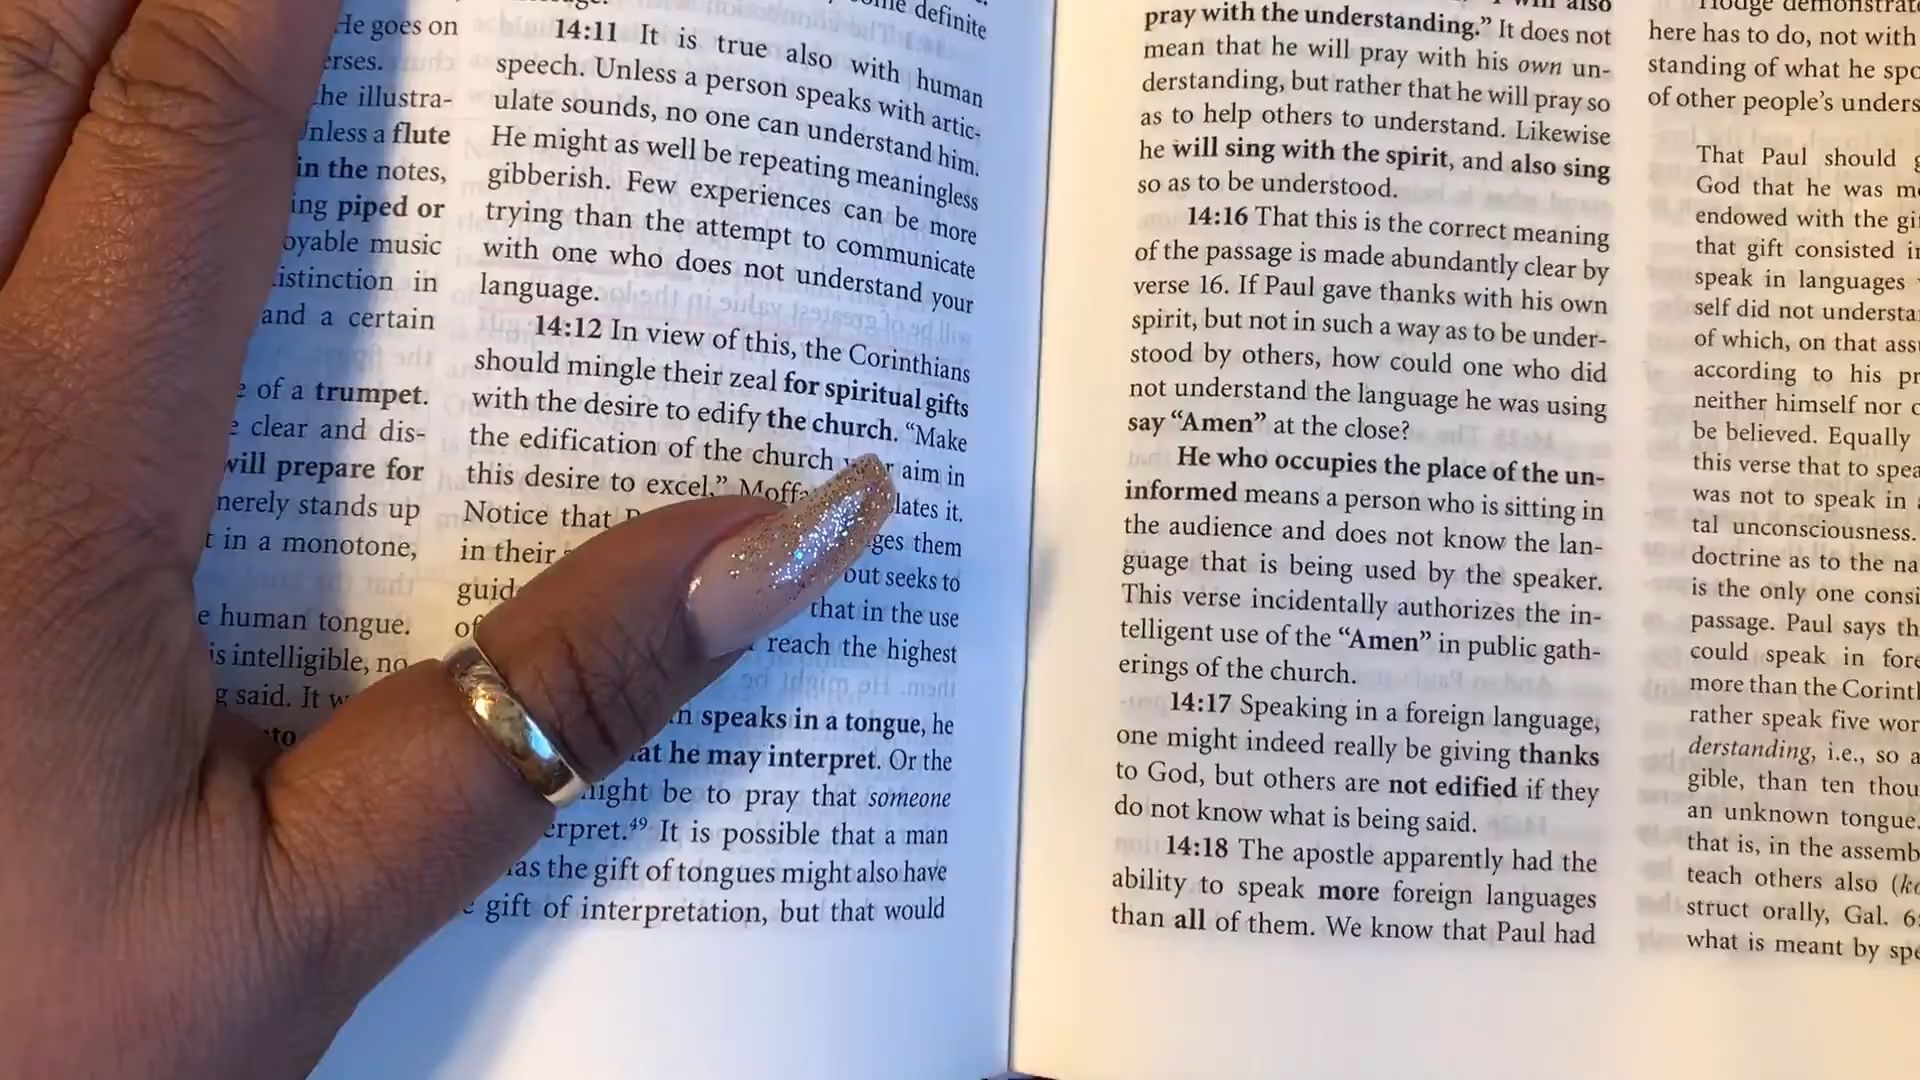 He goes on
erses.
the illustra-
Unless a flute
in the notes,
ing piped or
oyable music
istinction in
and a certain
e of a trumpet.
e clear and dis-
will prepare for
merely stands up
t in a monotone,
e human tongue.
is intelligible, no
g said. It
to
definite
14:11 It is true also with human
speech. Unless a person speaks with artic-
ulate sounds, no one can understand him.
He might as well be repeating meaningless
gibberish. Few experiences can be more
trying than the attempt to communicate
with one who does not understand your
language.
14:12 In view of this, the Corinthians
should mingle their zeal for spiritual gifts
with the desire to edify the church. “Make
the edification of the church aim in
this desire to excel,” Moffa lates it.
Notice that ges them
in their but seeks to
guid that in the use
of reach the highest
n speaks in a tongue, he
at he may interpret. Or the
might be to pray that someone
erpret.49 It is possible that a man
as the gift of tongues might also have
e gift of interpretation, but that would
will also
pray with the understanding.” It does not
mean that he will pray with his own un-
derstanding, but rather that he will pray so
as to help others to understand. Likewise
he will sing with the spirit, and also sing
so as to be understood.
14:16 That this is the correct meaning
of the passage is made abundantly clear by
verse 16. If Paul gave thanks with his own
spirit, but not in such a way as to be under-
stood by others, how could one who did
not understand the language he was using
say “Amen” at the close?
He who occupies the place of the un-
informed means a person who is sitting in
the audience and does not know the lan-
guage that is being used by the speaker.
This verse incidentally authorizes the in-
telligent use of the “Amen” in public gath-
erings of the church.
14:17 Speaking in a foreign language,
one might indeed really be giving thanks
to God, but others are not edified if they
do not know what is being said.
14:18 The apostle apparently had the
ability to speak more foreign languages
than all of them. We know that Paul had
Hodge demonstrat
here has to do, not with
standing of what he spo
of other people’s unders
That Paul should g
God that he was mo
endowed with the gif
that gift consisted in
speak in languages
self did not understa
of which, on that ass
according to his pr
neither himself nor o
be believed. Equally
this verse that to spea
was not to speak in a
tal unconsciousness.
doctrine as to the na
is the only one consi
passage. Paul says th
could speak in fore
more than the Corinth
rather speak five wor
derstanding, i.e., so a
gible, than ten thou
an unknown tongue.
that is, in the assemb
teach others also (ka
struct orally, Gal. 6:
what is meant by spe